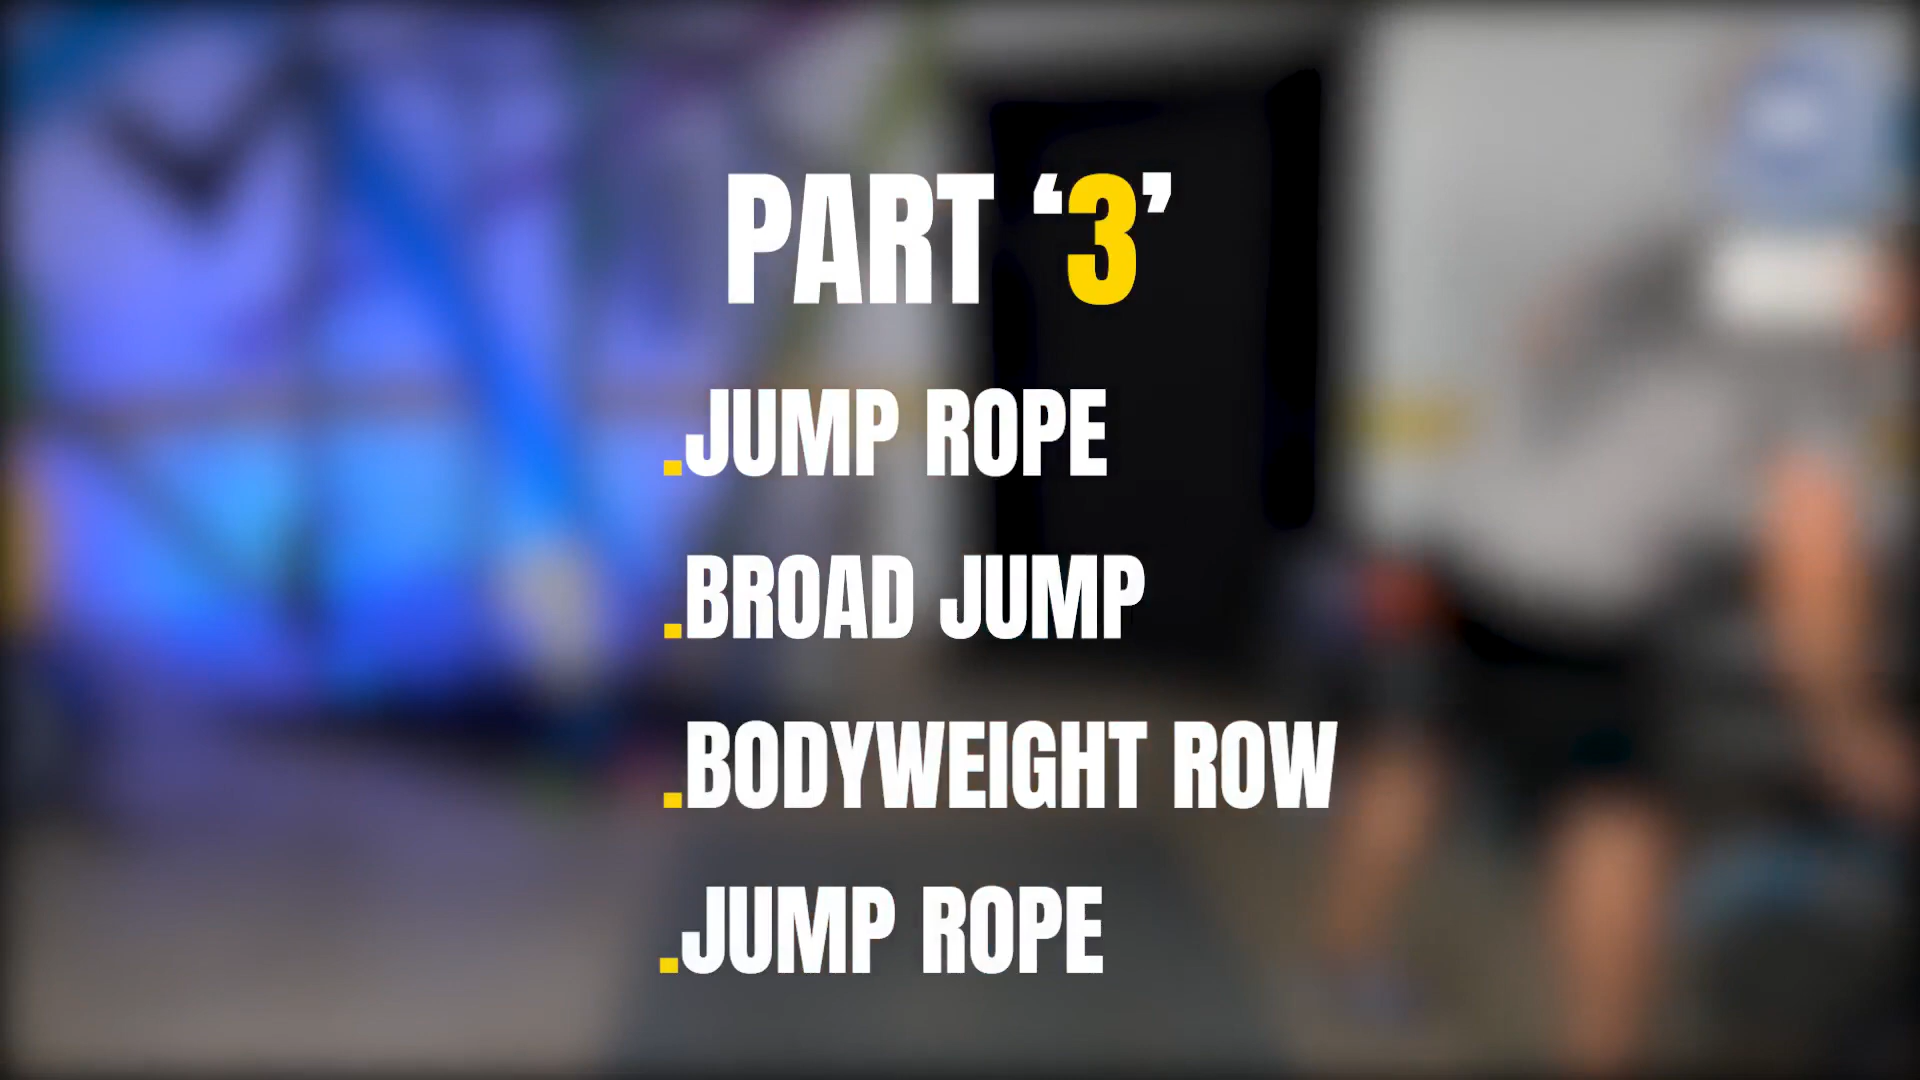 PART ‘3’
.JUMP ROPE
.BROAD JUMP
.BODYWEIGHT ROW
.JUMP ROPE